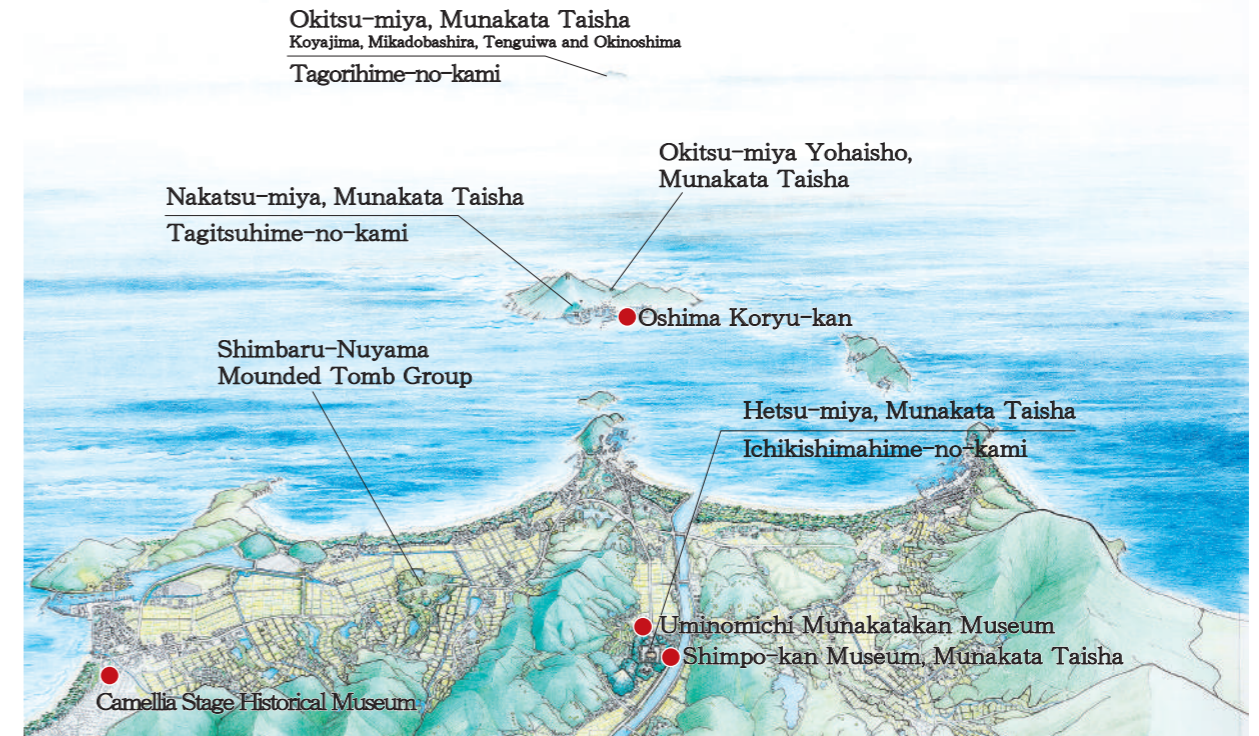 Okitsu-miya, Munakata Taisha
Koyajima, Mikadobashira, Tenguiwa and Okinoshima
Tagorihime-no-kami
Okitsu-miya Yohaisho,
Munakata Taisha
Nakatsu-miya, Munakata Taisha
Tagitsuhime-no-kami
Oshima Koryu-kan
Shimbaru-Nuyama
Mounded Tomb Group
Hetsu-miya, Munakata Taisha
Ichikishimahime-no-kami
Uminomichi Munakatakan Museum
Shimpo-kan Museum, Munakata Taisha
Camellia Stage Historical Museum